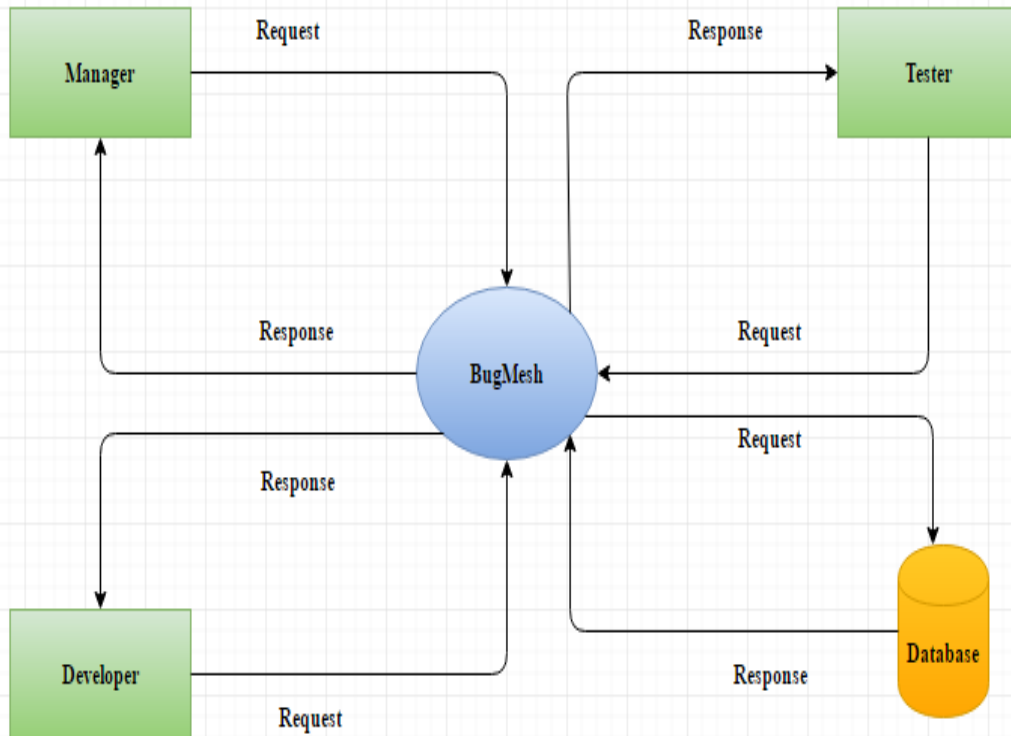 Request
Response
Manager
Tester
Response
Request
BugMesh
Request
Response
Database
Developer
Response
Request